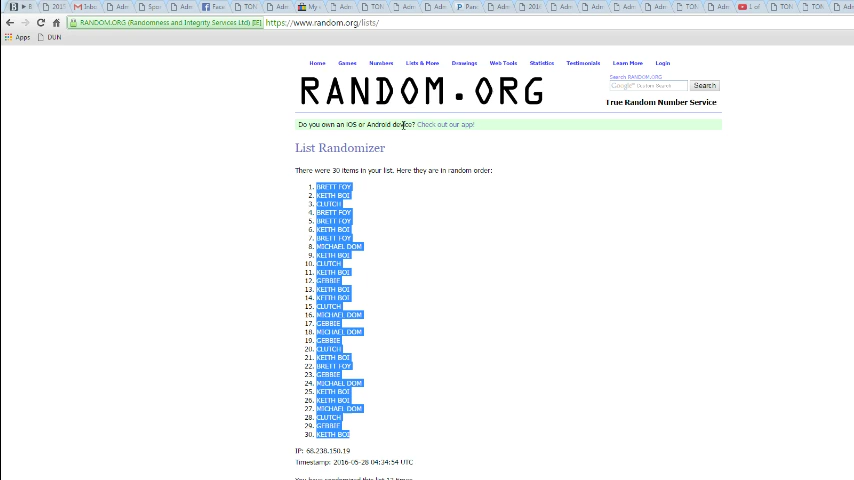 RANDOM.ORG (Randomness and Integrity Services Ltd) [IE] https://www.random.org/lists/
Apps DUN
Home Games Numbers Lists & More Drawings Web Tools Statistics Testimonials Learn More Login
RANDOM.ORG
Search RANDOM.ORG
Google Custom Search Search
True Random Number Service
Do you own an iOS or Android device? Check out our app!
List Randomizer
There were 30 items in your list. Here they are in random order:
1. BRETT FOY
2. KEITH BOI
3. CLUTCH
4. BRETT FOY
5. BRETT FOY
6. KEITH BOI
7. BRETT FOY
8. MICHAEL DOM
9. KEITH BOI
10. CLUTCH
11. KEITH BOI
12. GEBBIE
13. KEITH BOI
14. KEITH BOI
15. CLUTCH
16. MICHAEL DOM
17. GEBBIE
18. MICHAEL DOM
19. GEBBIE
20. CLUTCH
21. KEITH BOI
22. BRETT FOY
23. GEBBIE
24. MICHAEL DOM
25. KEITH BOI
26. KEITH BOI
27. MICHAEL DOM
28. CLUTCH
29. GEBBIE
30. KEITH BOI
IP: 68.238.150.19
Timestamp: 2016-05-28 04:34:54 UTC